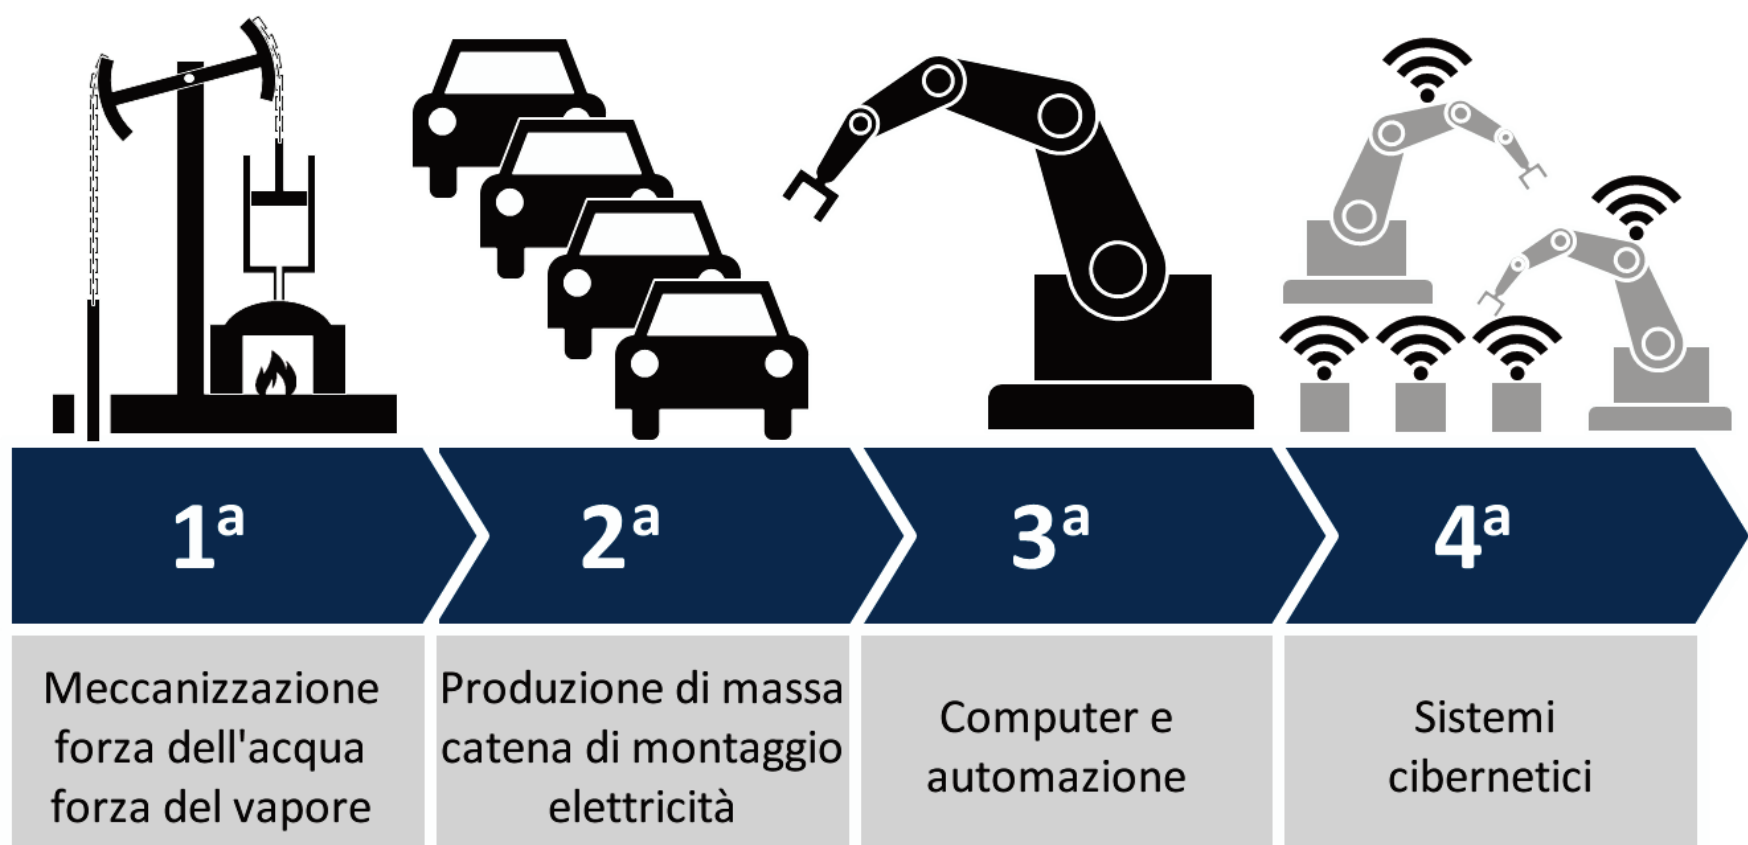 1ª
2ª
3ª
4ª
Meccanizzazione
forza dell'acqua
forza del vapore
Produzione di massa
catena di montaggio
elettricità
Computer e
automazione
Sistemi
cibernetici